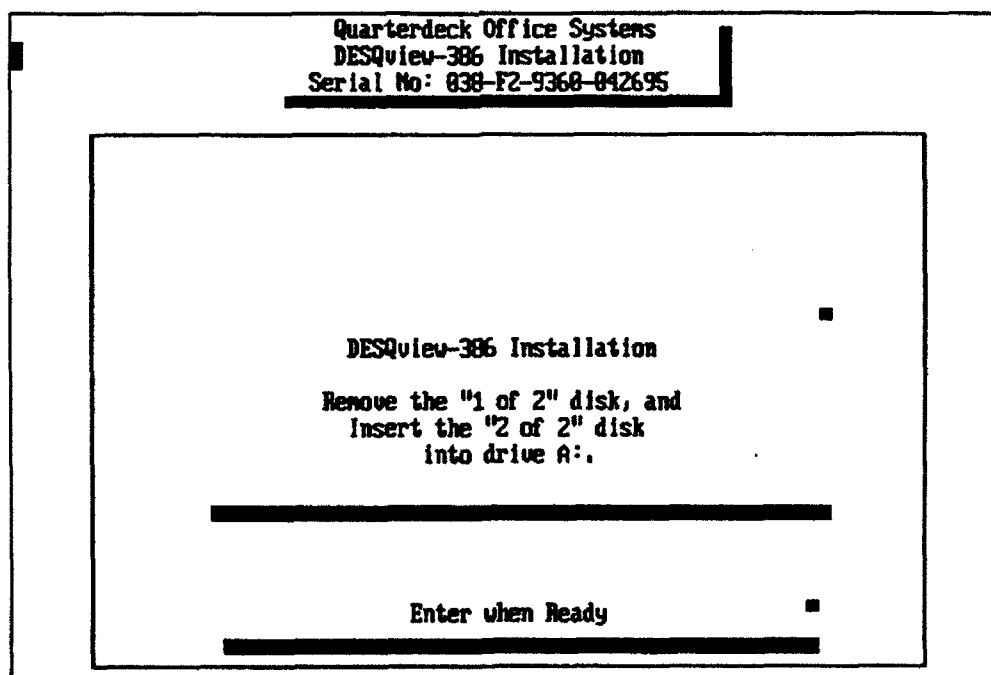 Quarterdeck Office Systems
DESQview-386 Installation
Serial No: 038-F2-9360-042695
DESQview-386 Installation
Remove the "1 of 2" disk, and
Insert the "2 of 2" disk
into drive A:.
Enter when Ready